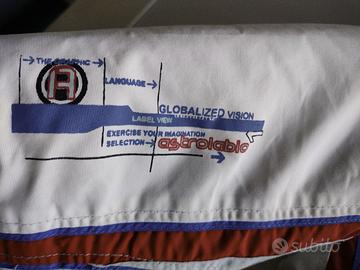 THE GRAPHIC
A
LANGUAGE
GLOBALIZED VISION
LABEL VIEW
EXERCISE YOUR IMAGINATION
SELECTION
astrolabio
subito